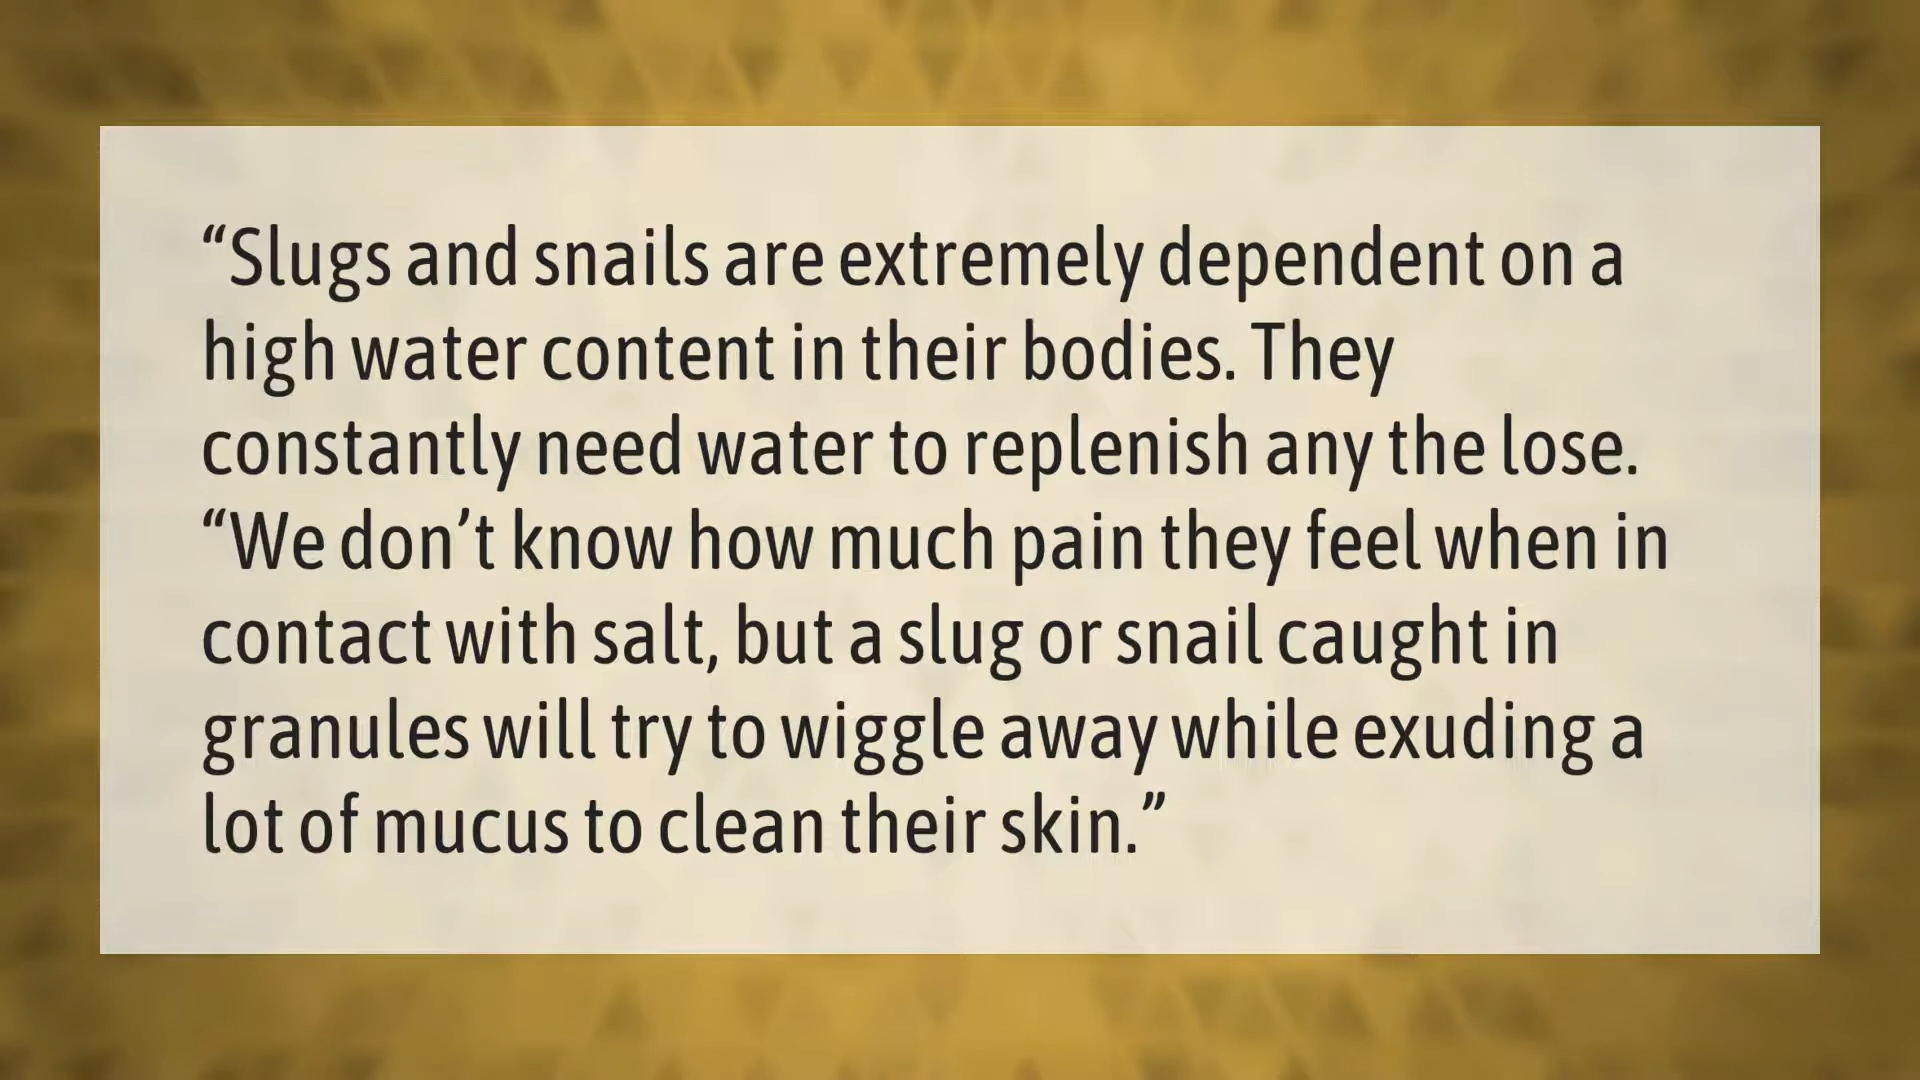 “Slugs and snails are extremely dependent on a
high water content in their bodies. They
constantly need water to replenish any the lose.
“We don’t know how much pain they feel when in
contact with salt, but a slug or snail caught in
granules will try to wiggle away while exuding a
lot of mucus to clean their skin.”